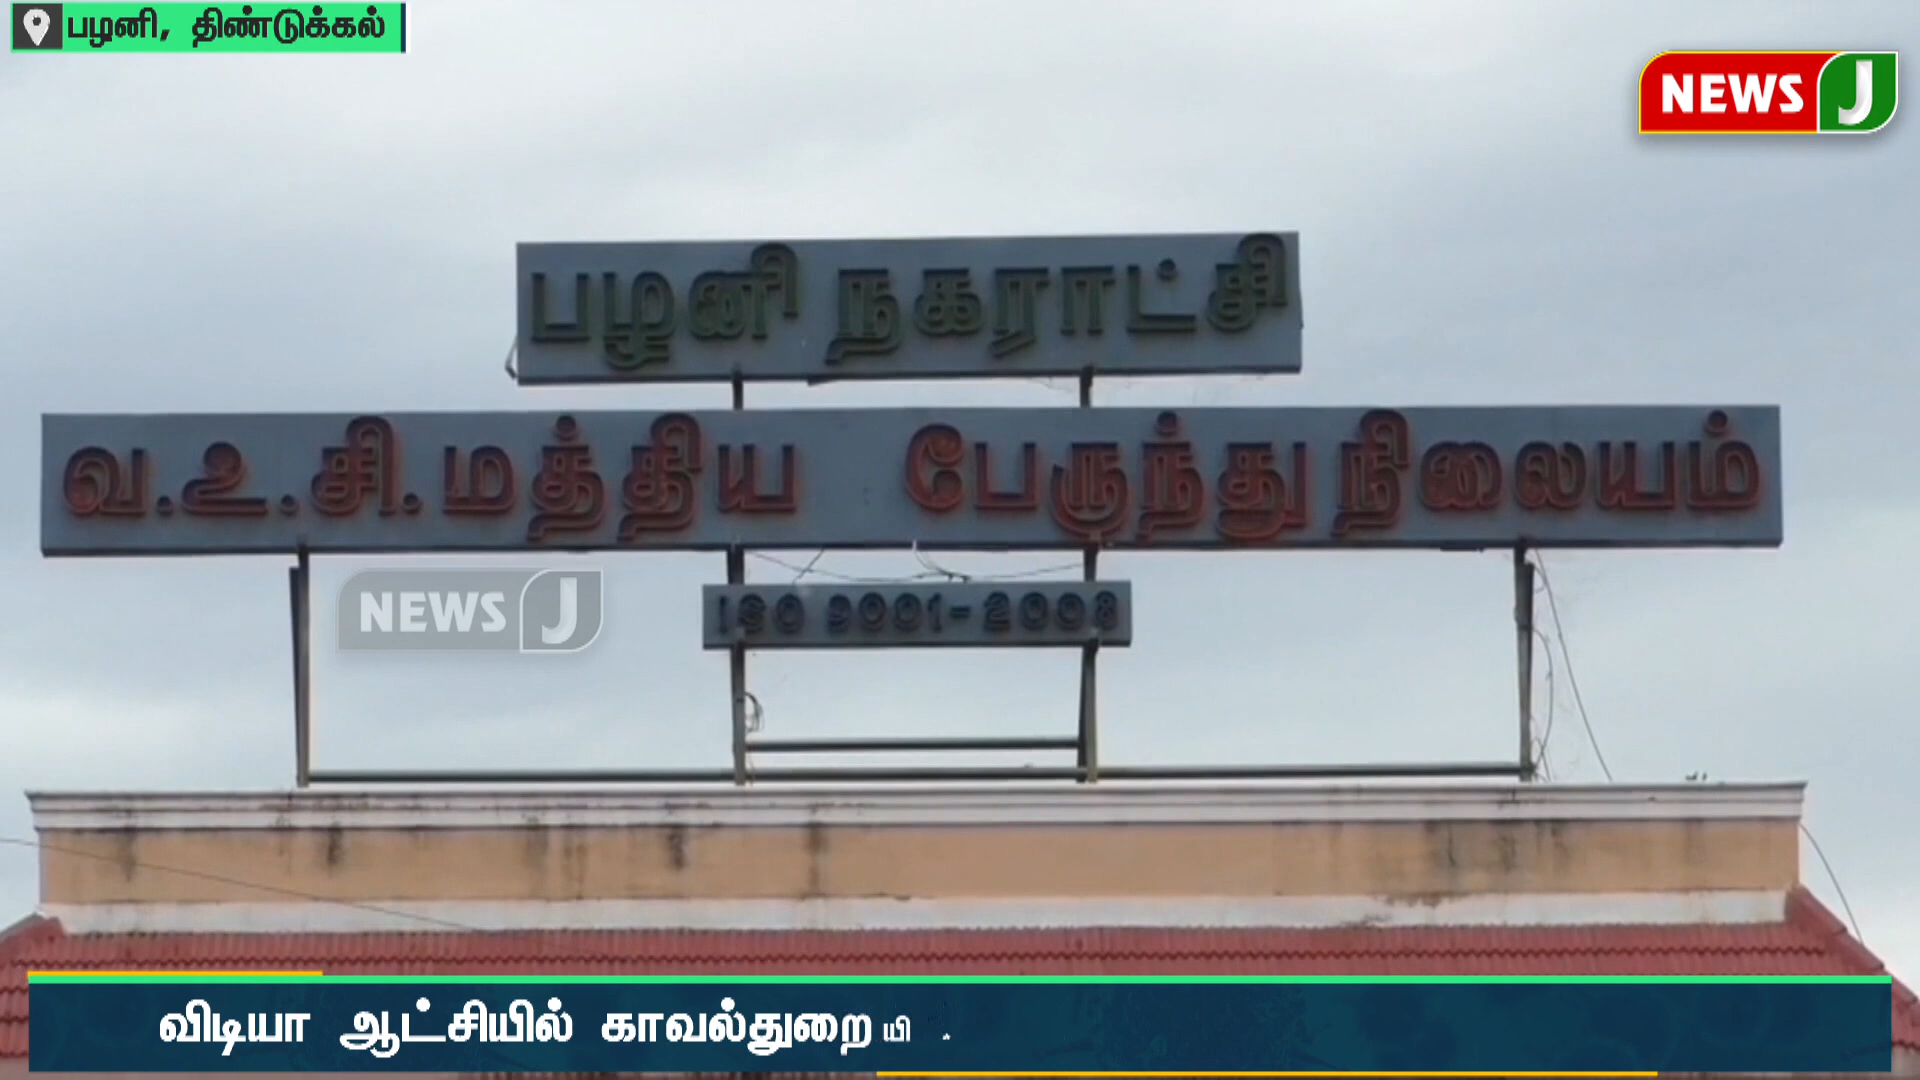 பழனி, திண்டுக்கல்
NEWS J
பழனி நகராட்சி
வ.உ.சி.மத்திய பேருந்து நிலையம்
NEWS J
ISO 9001-2008
விடியா ஆட்சியில் காவல்துறையி